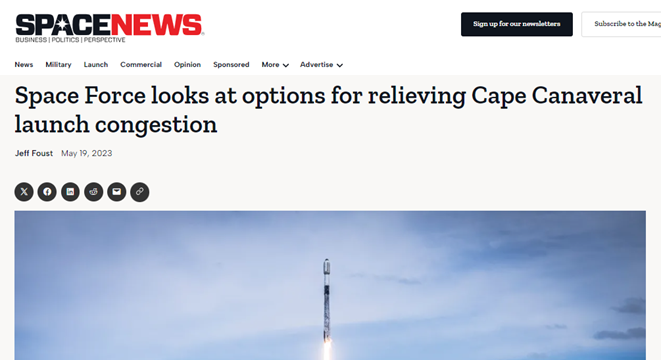 SPACENEWS
BUSINESS | POLITICS | PERSPECTIVE
Sign up for our newsletters
Subscribe to the Mag
News Military Launch Commercial Opinion Sponsored More Advertise
Space Force looks at options for relieving Cape Canaveral
launch congestion
Jeff Foust May 19, 2023